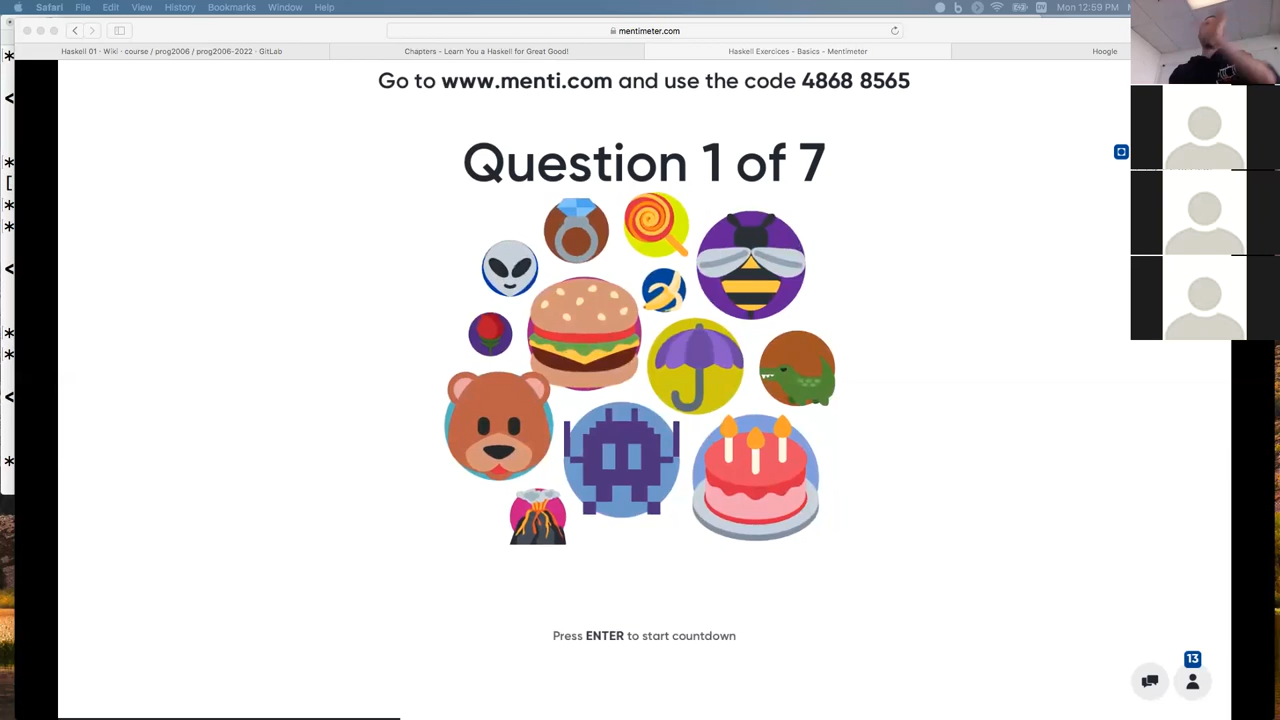 Safari File Edit View History Bookmarks Window Help Mon 12:59 PM
mentimeter.com
Haskell 01 · Wiki · course / prog2006 / prog2006-2022 · GitLab
Chapters - Learn You a Haskell for Great Good!
Haskell Exercices - Basics - Mentimeter
Hoogle
Go to www.menti.com and use the code 4868 8565
Question 1 of 7
Press ENTER to start countdown
13